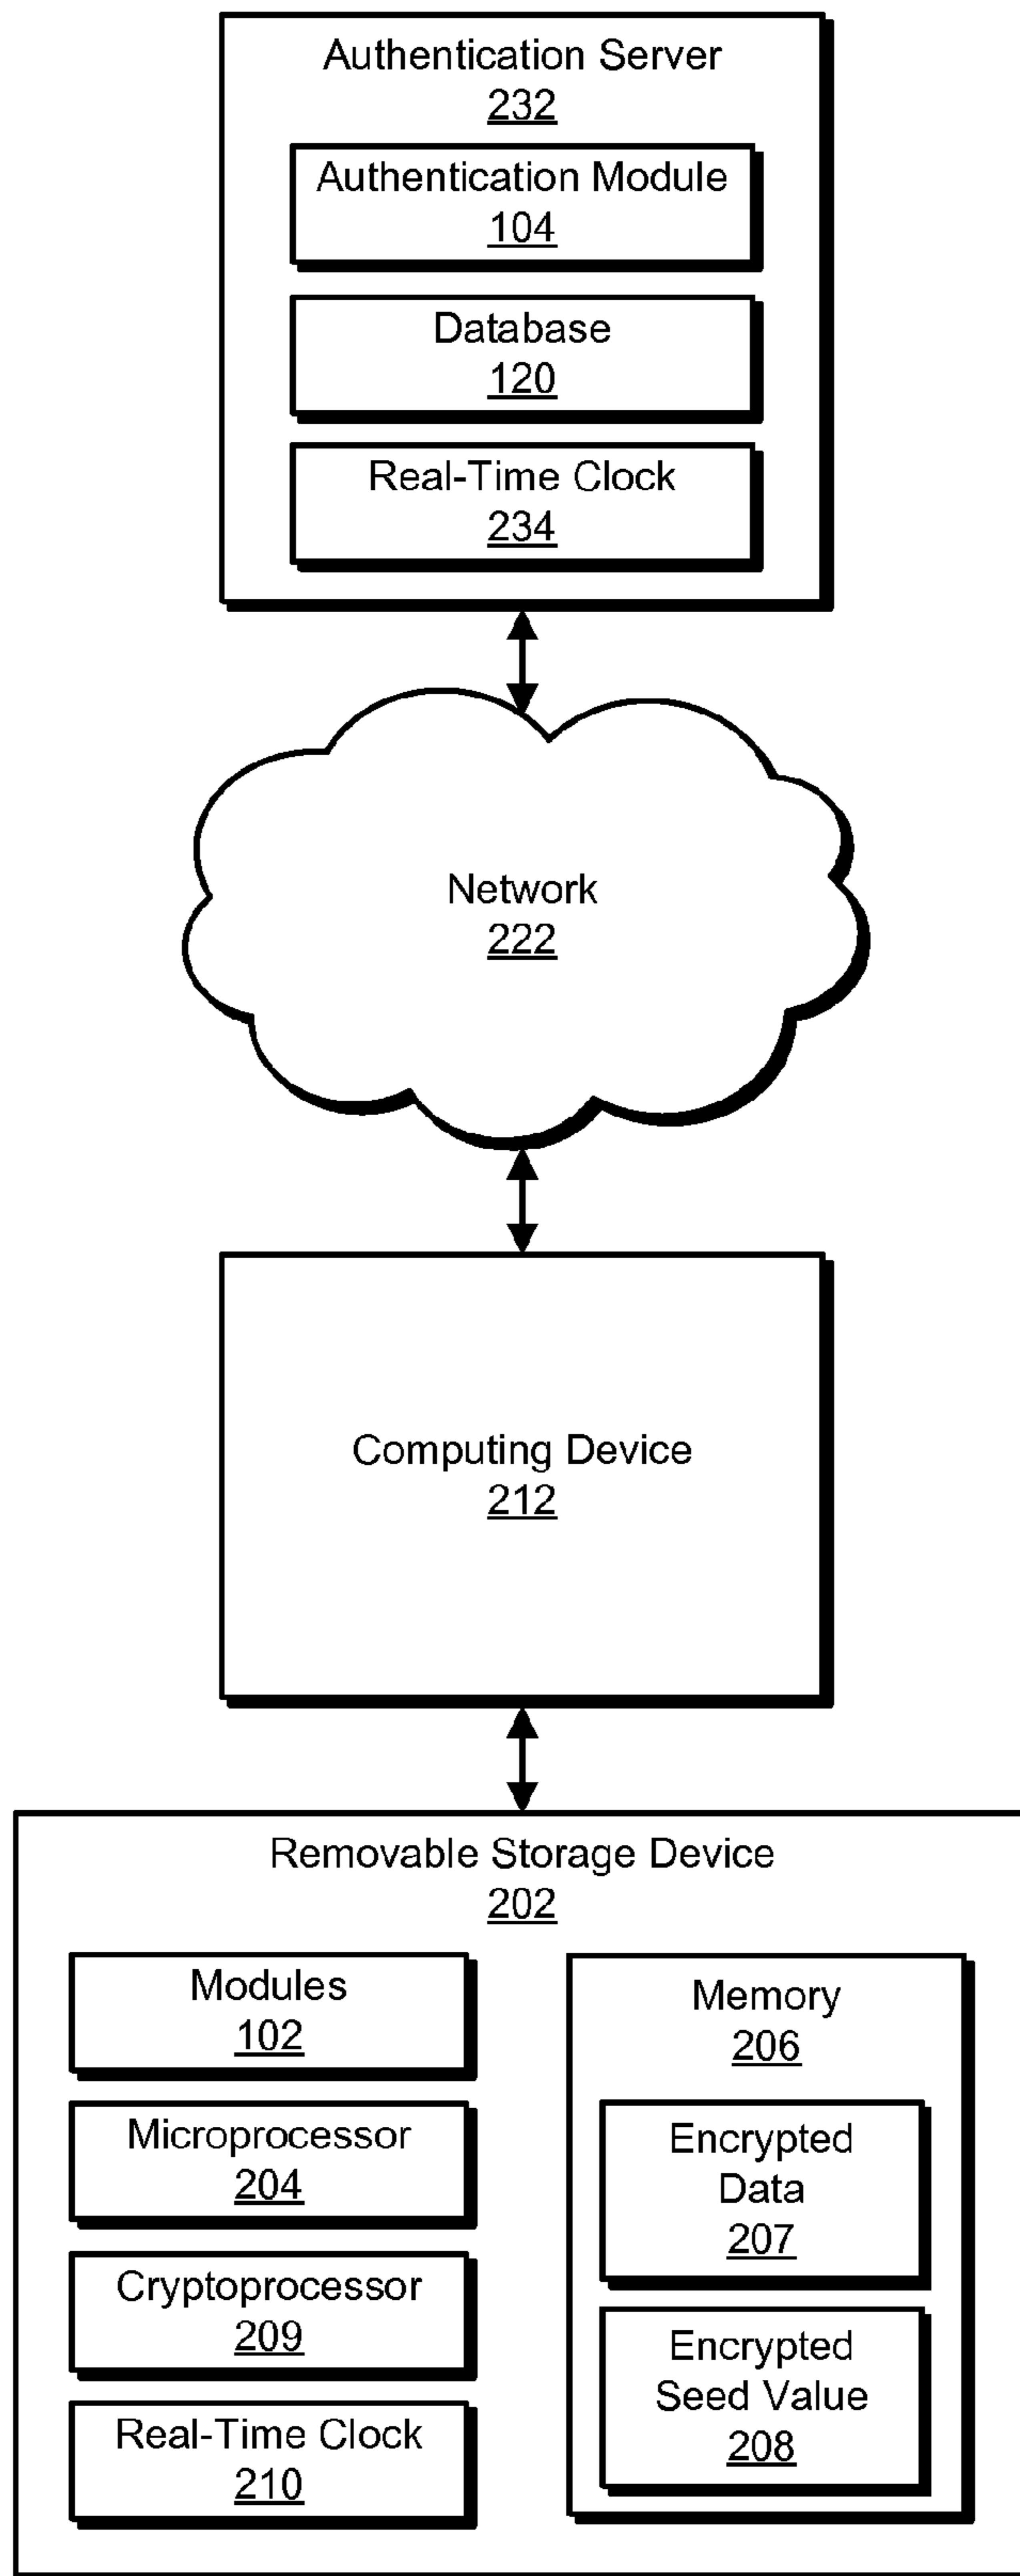 Authentication Server
232
Authentication Module
104
Database
120
Real-Time Clock
234
Network
222
Computing Device
212
Removable Storage Device
202
Modules
102
Microprocessor
204
Cryptoprocessor
209
Real-Time Clock
210
Memory
206
Encrypted
Data
207
Encrypted
Seed Value
208